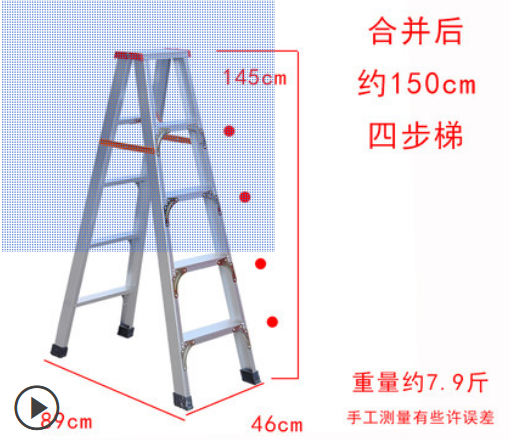 145cm
合并后
约150cm
四步梯
89cm
46cm
重量约7.9斤
手工测量有些许误差